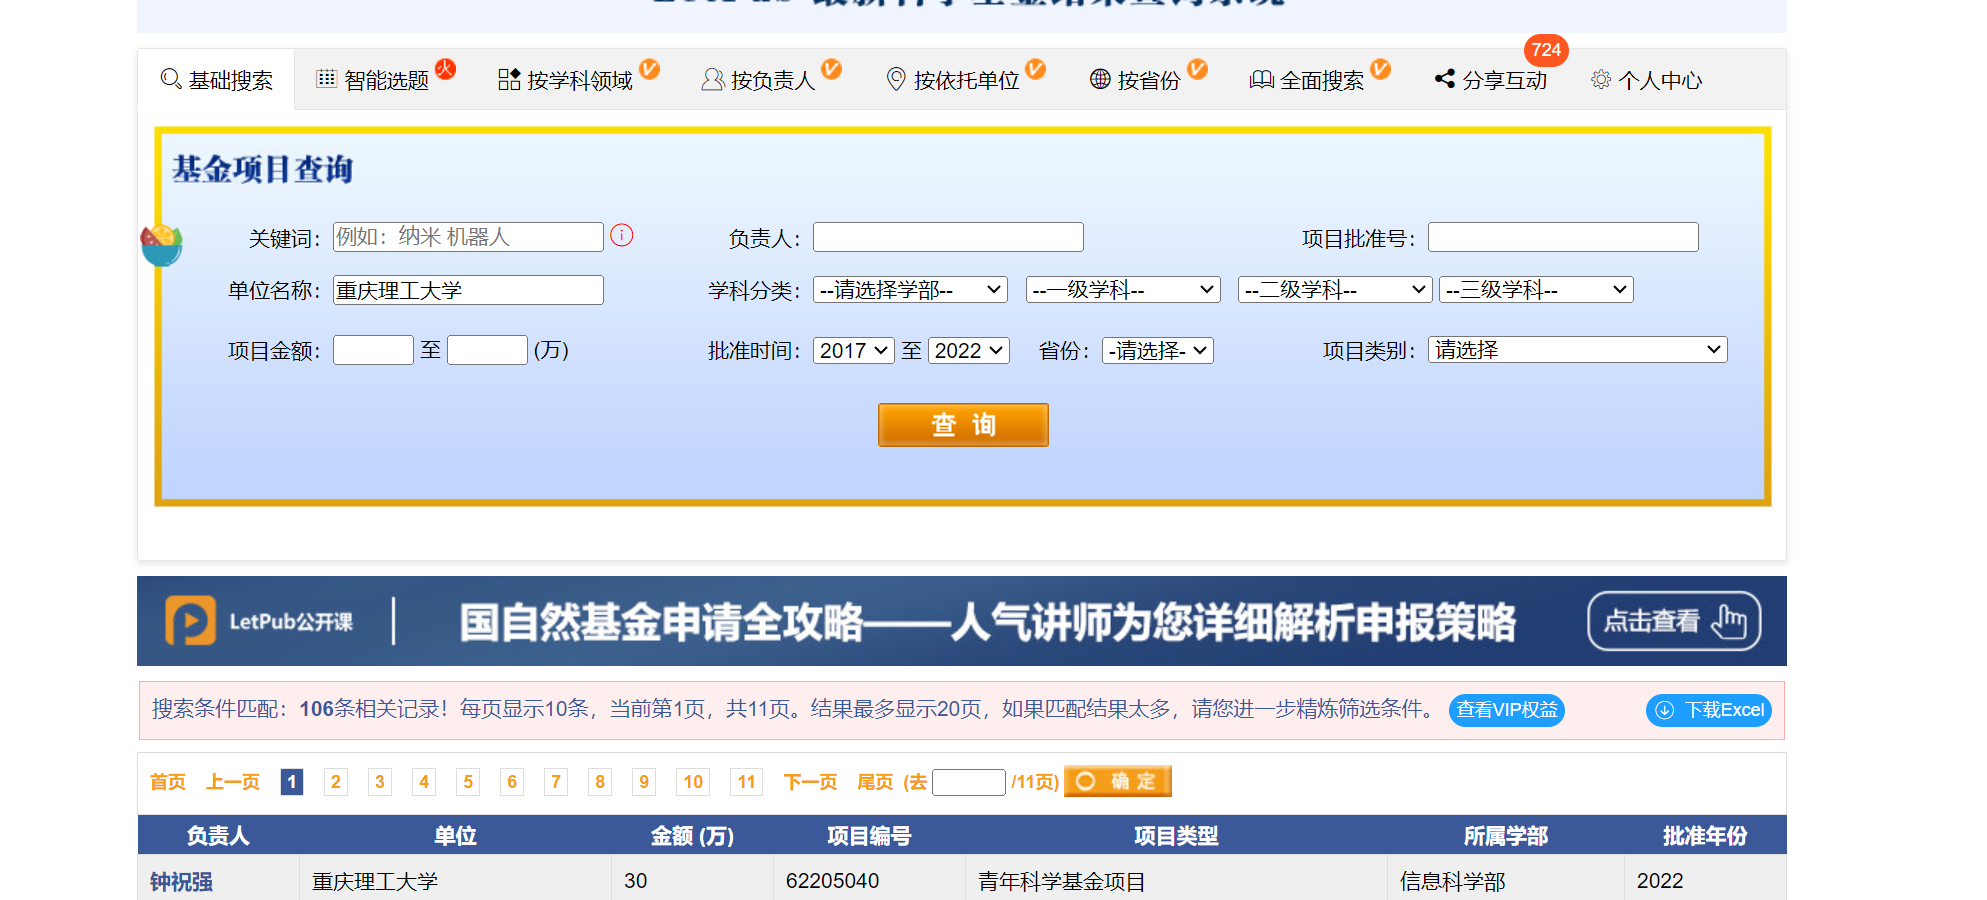 LetPub 最新科学基金结果查询系统
724
基础搜索 智能选题 火 按学科领域 按负责人 按依托单位 按省份 全面搜索 分享互动 个人中心
基金项目查询
关键词： 例如：纳米 机器人 负责人： 项目批准号：
单位名称： 重庆理工大学 学科分类： --请选择学部-- --一级学科-- --二级学科-- --三级学科--
项目金额： 至 (万) 批准时间： 2017 至 2022 省份： -请选择- 项目类别： 请选择
查 询
LetPub公开课 国自然基金申请全攻略——人气讲师为您详细解析申报策略 点击查看
搜索条件匹配：106条相关记录！每页显示10条，当前第1页，共11页。结果最多显示20页，如果匹配结果太多，请您进一步精炼筛选条件。 查看VIP权益 下载Excel
首页 上一页 1 2 3 4 5 6 7 8 9 10 11 下一页 尾页 (去 /11页) 确 定
负责人 单位 金额 (万) 项目编号 项目类型 所属学部 批准年份
钟祝强 重庆理工大学 30 62205040 青年科学基金项目 信息科学部 2022